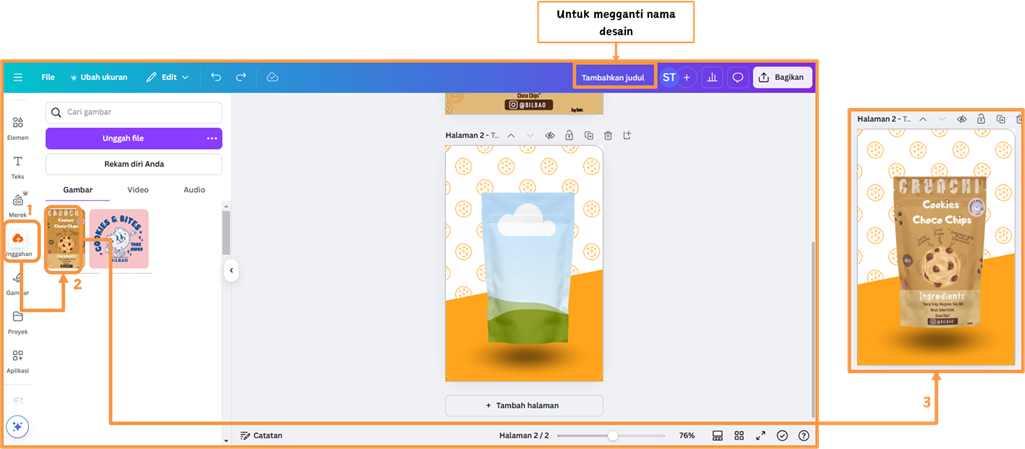 Untuk megganti nama
desain
File
Ubah ukuran
Edit
Tambahkan judul
ST
+
Bagikan
Elemen
Teks
Merek
1
Unggahan
Gambar
Proyek
Aplikasi
Cari gambar
Unggah file
Rekam diri Anda
Gambar
Video
Audio
CRUNCHI
Cookies
Choco Chips
COOKIES & BITES
TAKE
BILBAO
2
Choco Chips
@BILBAO
Halaman 2 - T...
+ Tambah halaman
Catatan
Halaman 2 / 2
76%
Halaman 2 - T...
CRUNCHI
Cookies
Choco Chips
Ingredients
@BILBAO
3